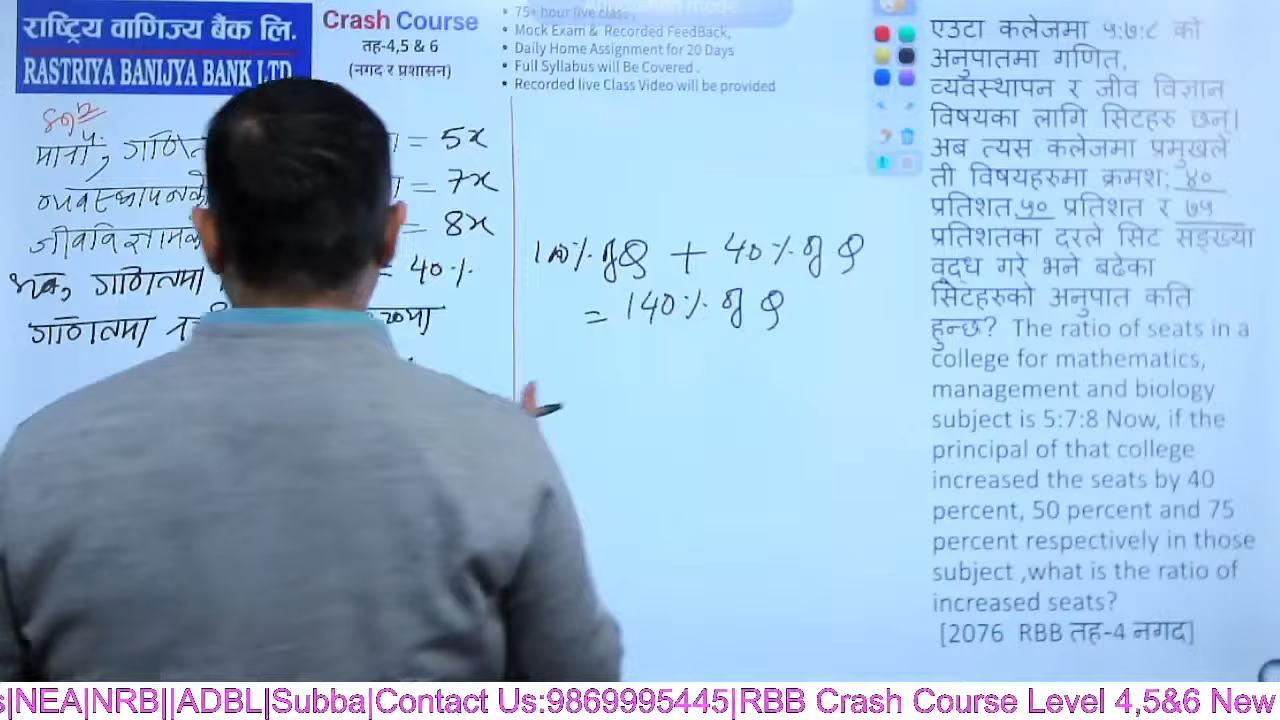 राष्ट्रिय वाणिज्य बैंक लि.
RASTRIYA BANIJYA BANK LTD.
Crash Course
तह-4,5 & 6
(नगद र प्रशासन)
• 75+ hour live class,
• Mock Exam & Recorded FeedBack,
• Daily Home Assignment for 20 Days
• Full Syllabus will Be Covered .
• Recorded live Class Video will be provided
mode
मानौं, = 5x
= 7x
= 8x
अब, गणितमा = 40%
गणितमा
100% of Q + 40% of Q
= 140% of Q
एउटा कलेजमा ५:७:८ को
अनुपातमा गणित,
व्यवस्थापन र जीव विज्ञान
विषयका लागि सिटहरु छन्।
अब त्यस कलेजमा प्रमुखले
ती विषयहरुमा क्रमश: ४०
प्रतिशत ५० प्रतिशत र ७५
प्रतिशतका दरले सिट सङ्ख्या
वृद्ध गरे भने बढेका
सिटहरुको अनुपात कति
हुन्छ? The ratio of seats in a
college for mathematics,
management and biology
subject is 5:7:8 Now, if the
principal of that college
increased the seats by 40
percent, 50 percent and 75
percent respectively in those
subject ,what is the ratio of
increased seats?
[2076 RBB तह-4 नगद]
s|NEA|NRB||ADBL|Subba|Contact Us:9869995445|RBB Crash Course Level 4,5&6 New